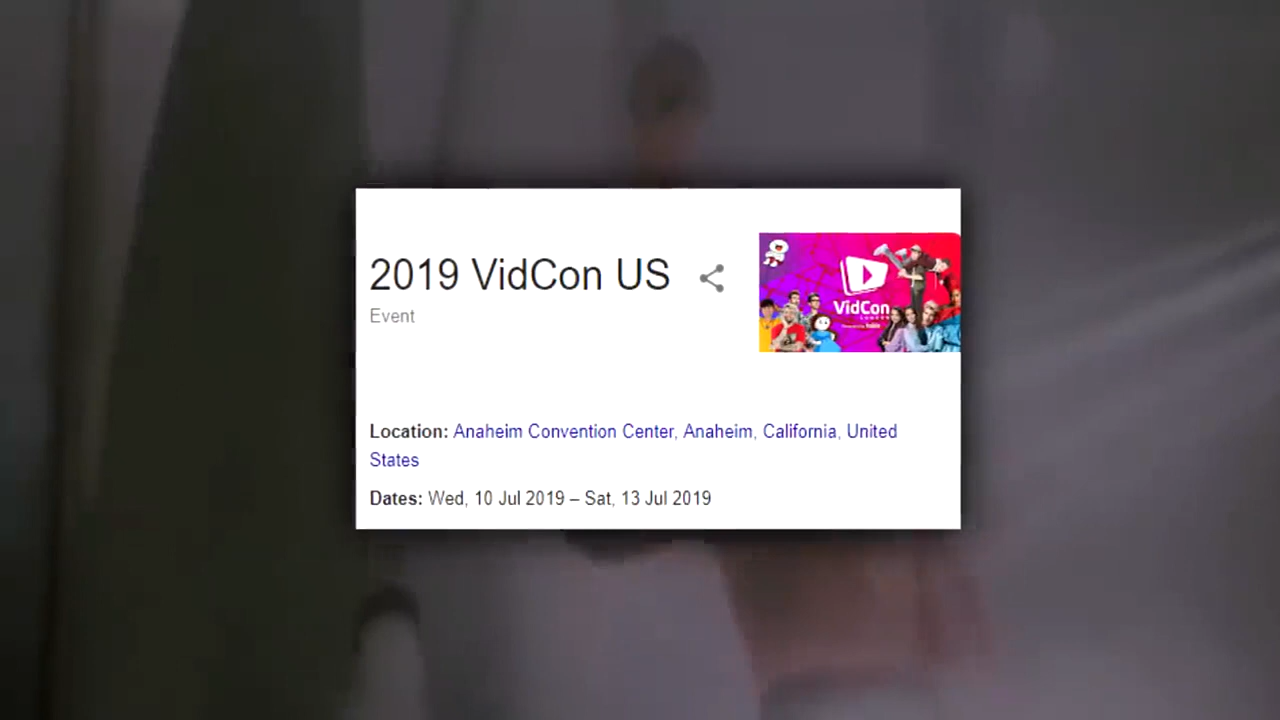 2019 VidCon US
Event
VidCon
LONDON
Location: Anaheim Convention Center, Anaheim, California, United
States
Dates: Wed, 10 Jul 2019 – Sat, 13 Jul 2019